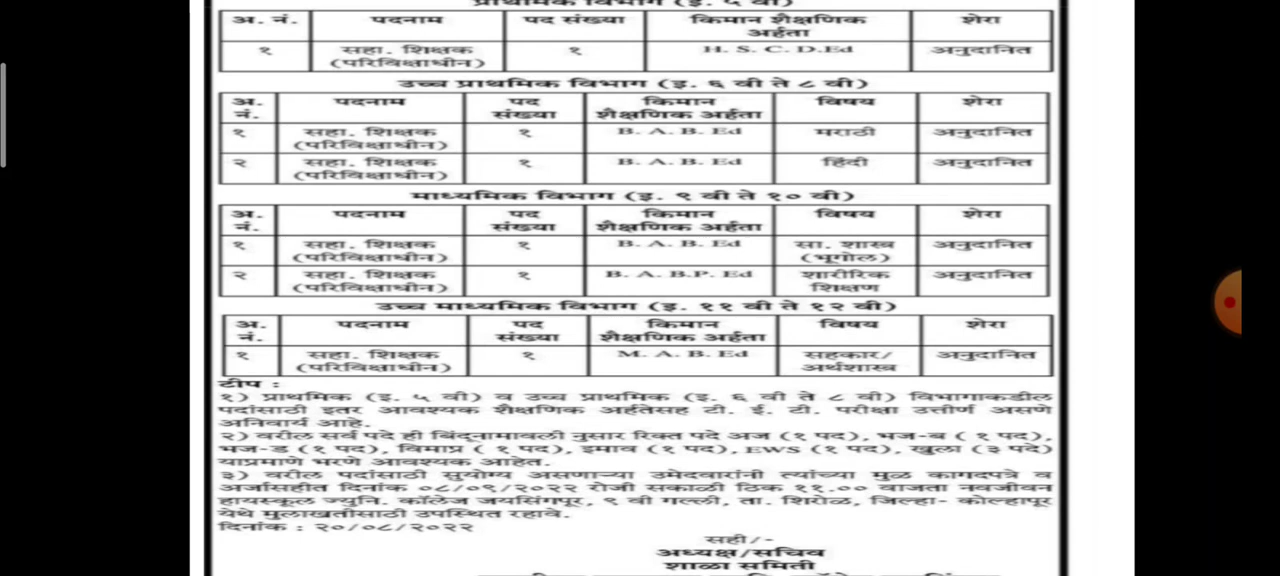 प्राथमिक विभाग (इ. ५ वी)
अ. नं. पदनाम पद संख्या किमान शैक्षणिक अर्हता शेरा
१ सहा. शिक्षक (परिविक्षाधीन) १ H. S. C. D.Ed अनुदानित
उच्च प्राथमिक विभाग (इ. ६ वी ते ८ वी)
अ. नं. पदनाम पद संख्या किमान शैक्षणिक अर्हता विषय शेरा
१ सहा. शिक्षक (परिविक्षाधीन) १ B. A. B. Ed मराठी अनुदानित
२ सहा. शिक्षक (परिविक्षाधीन) १ B. A. B. Ed हिंदी अनुदानित
माध्यमिक विभाग (इ. ९ वी ते १० वी)
अ. नं. पदनाम पद संख्या किमान शैक्षणिक अर्हता विषय शेरा
१ सहा. शिक्षक (परिविक्षाधीन) १ B. A. B. Ed सा. शास्त्र (भूगोल) अनुदानित
२ सहा. शिक्षक (परिविक्षाधीन) १ B. A. B.P. Ed शारीरिक शिक्षण अनुदानित
उच्च माध्यमिक विभाग (इ. ११ वी ते १२ वी)
अ. नं. पदनाम पद संख्या किमान शैक्षणिक अर्हता विषय शेरा
१ सहा. शिक्षक (परिविक्षाधीन) १ M. A. B. Ed सहकार/ अर्थशास्त्र अनुदानित
टीप :
१) प्राथमिक (इ. ५ वी) व उच्च प्राथमिक (इ. ६ वी ते ८ वी) विभागाकडील
पदांसाठी इतर आवश्यक शैक्षणिक अर्हतेसह टी. ई. टी. परीक्षा उत्तीर्ण असणे
अनिवार्य आहे.
२) वरील सर्व पदे ही बिंदूनामावली नुसार रिक्त पदे अज (१ पद), भज-ब ( १ पद),
भज-ड (१ पद), विमाप्र ( १ पद), इमाव (१ पद), EWS (१ पद), खुला (३ पदे)
याप्रमाणे भरणे आवश्यक आहेत.
३) वरील पदांसाठी सुयोग्य असणाऱ्या उमेदवारांनी त्यांच्या मुळ कागदपत्रे व
अर्जासहीत दिनांक ०८/०९/२०२२ रोजी सकाळी ठिक ११.०० वाजता नवजीवन
हायस्कूल ज्युनि. कॉलेज जयसिंगपूर, ९ वी गल्ली, ता. शिरोळ, जिल्हा- कोल्हापूर
येथे मुलाखतीसाठी उपस्थित रहावे.
दिनांक : २०/०८/२०२२
सही/-
अध्यक्ष/सचिव
शाळा समिती